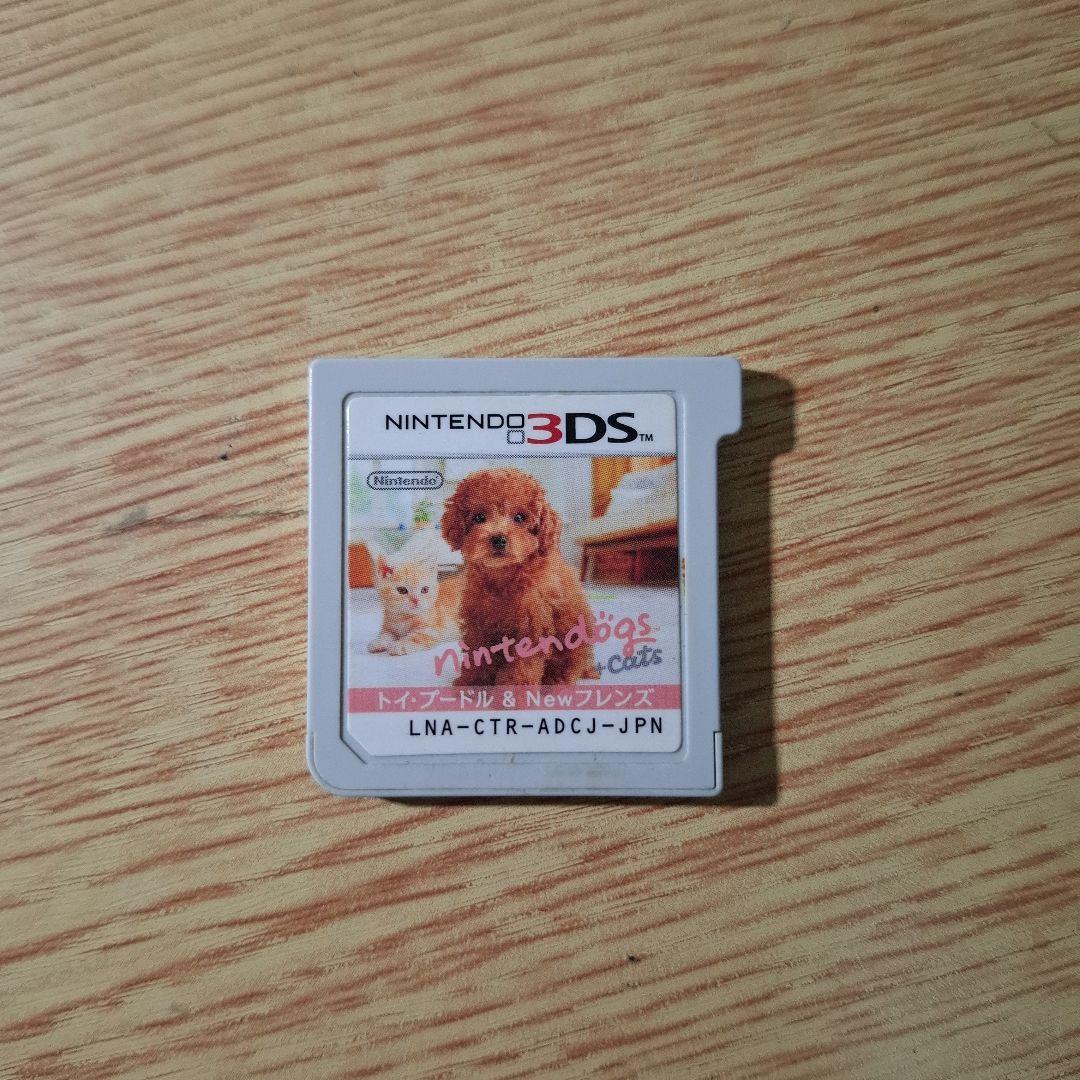 NINTENDO 3DS™
Nintendo
nintendogs
+cats
トイ・プードル & Newフレンズ
LNA-CTR-ADCJ-JPN